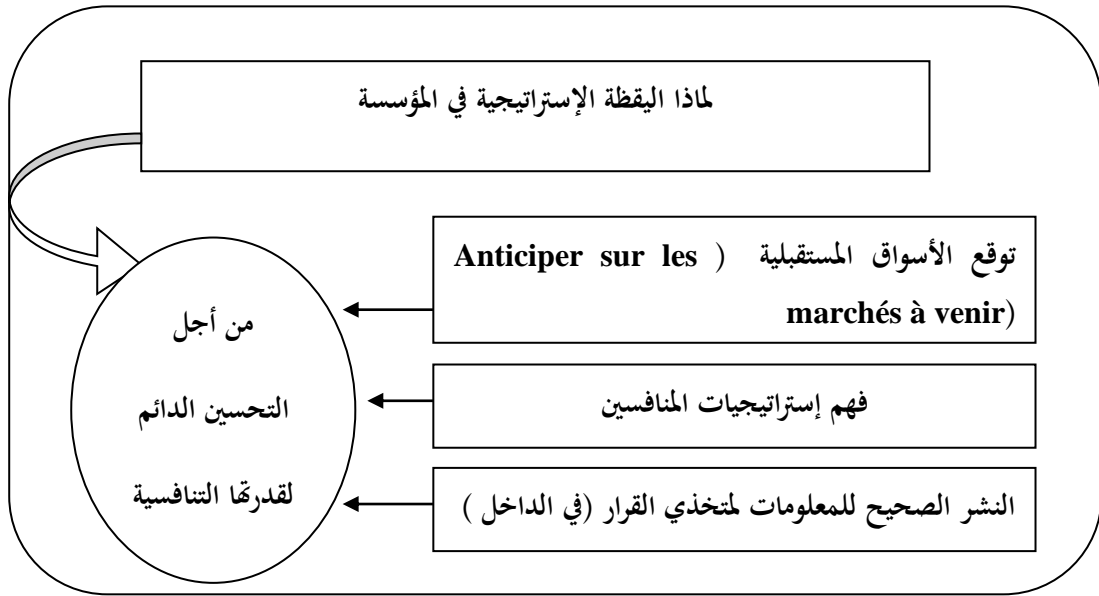 لماذا اليقظة الإستراتيجية في المؤسسة
توقع الأسواق المستقبلية ( Anticiper sur les
marchés à venir)
فهم إستراتيجيات المنافسين
النشر الصحيح للمعلومات لمتخذي القرار (في الداخل )
من أجل
التحسين الدائم
لقدرتها التنافسية